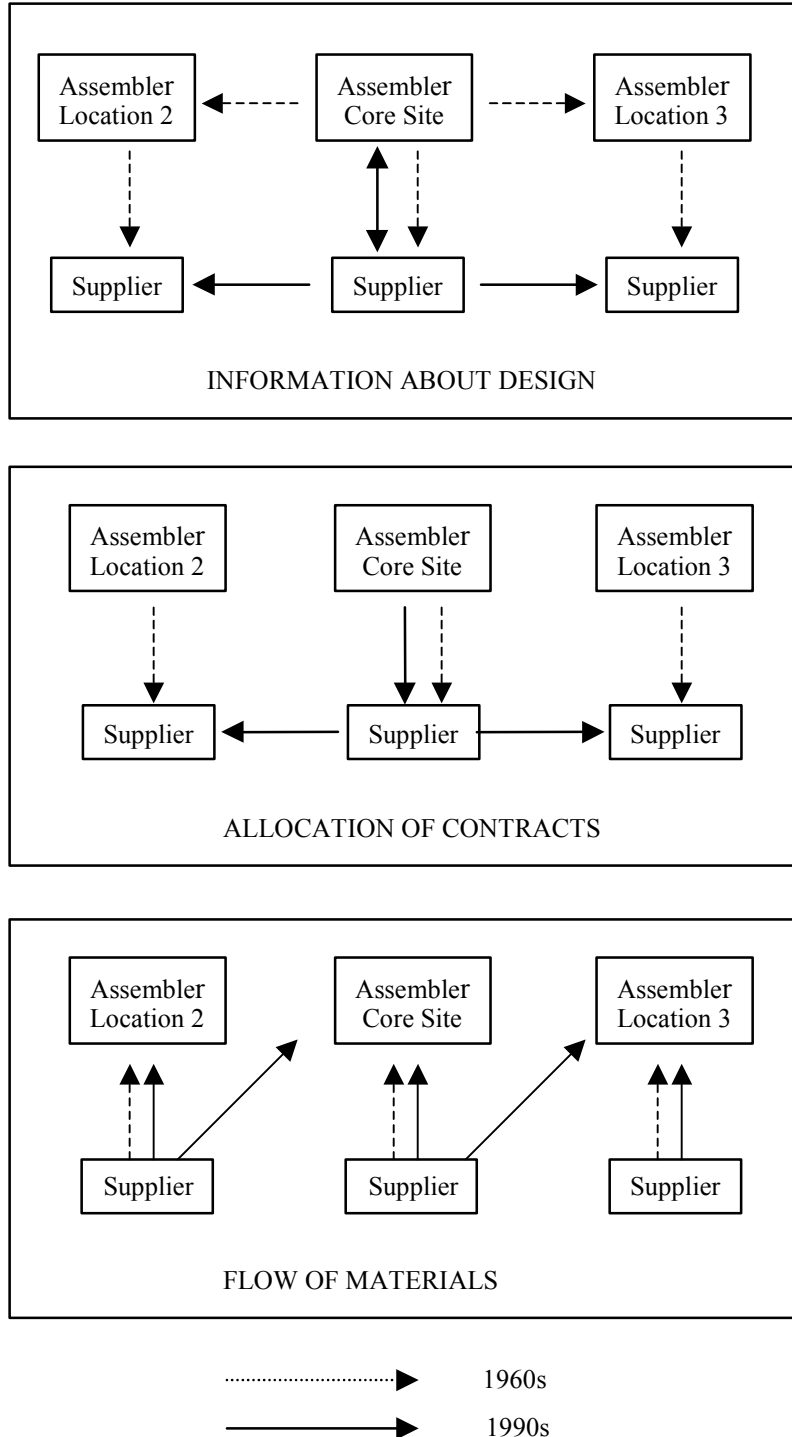 Assembler
Location 2
Assembler
Core Site
Assembler
Location 3
Supplier
Supplier
Supplier
INFORMATION ABOUT DESIGN
Assembler
Location 2
Assembler
Core Site
Assembler
Location 3
Supplier
Supplier
Supplier
ALLOCATION OF CONTRACTS
Assembler
Location 2
Assembler
Core Site
Assembler
Location 3
Supplier
Supplier
Supplier
FLOW OF MATERIALS
1960s
1990s